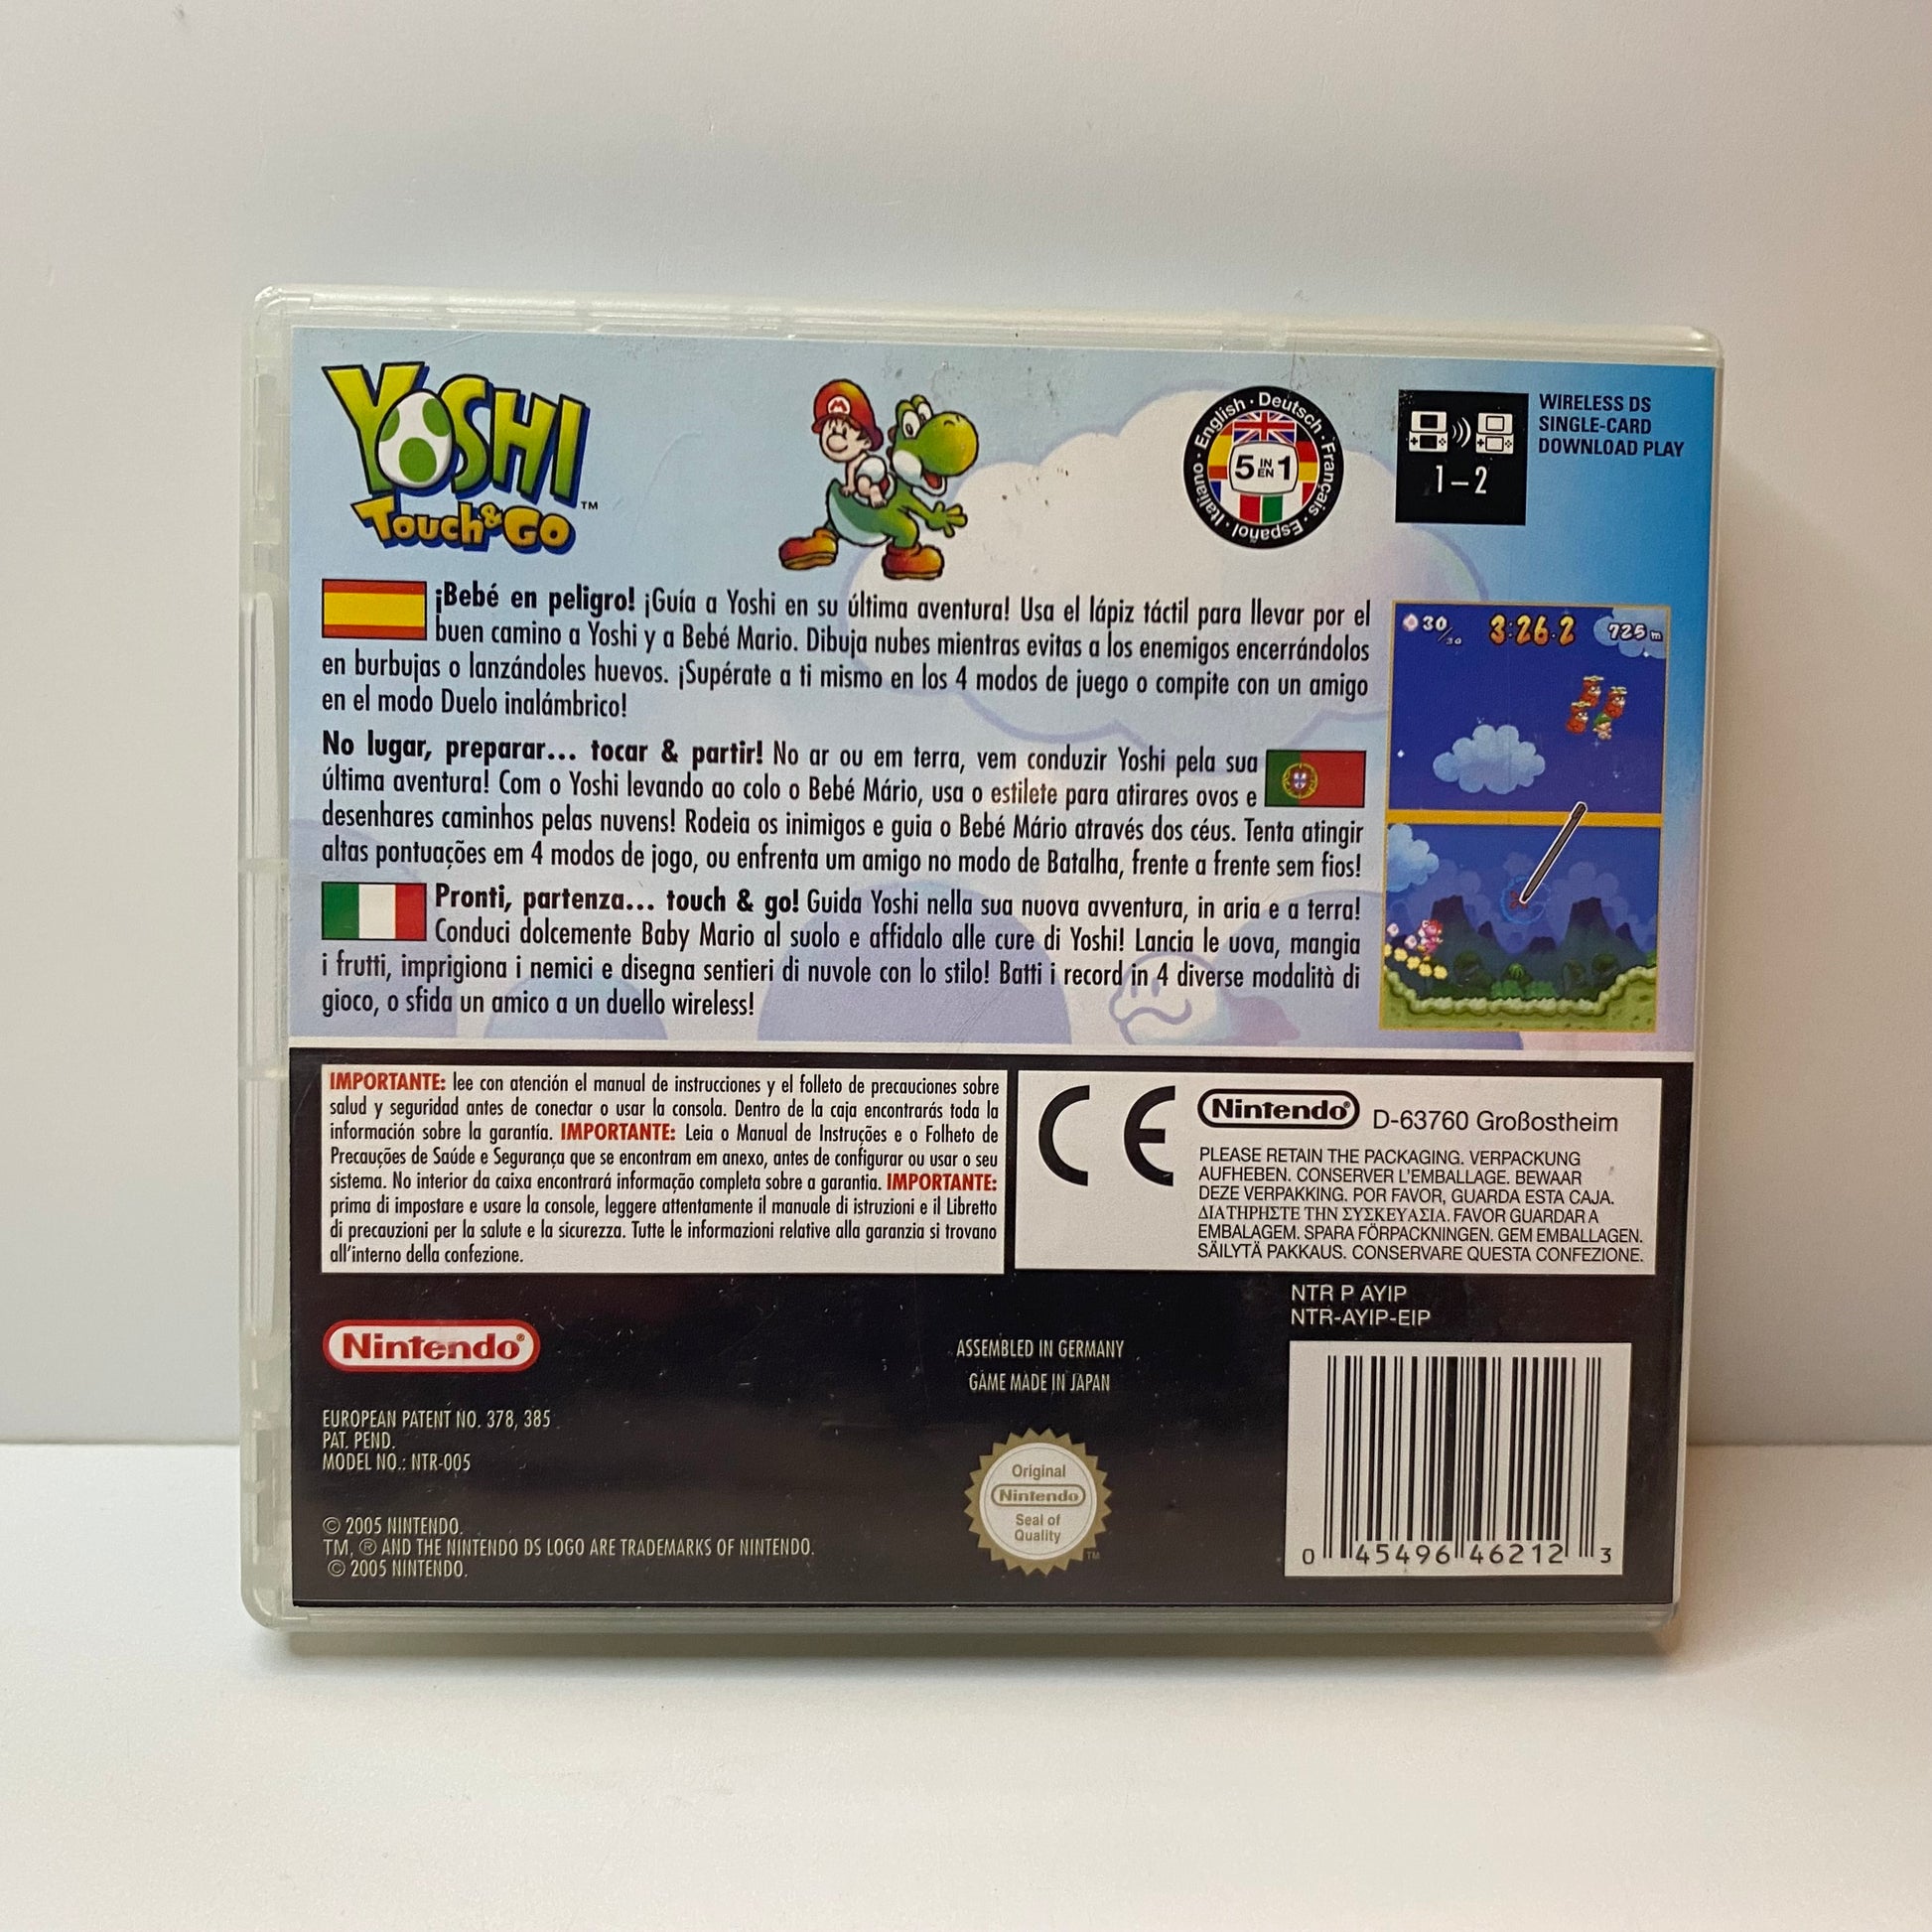 YOSHI
Touch & Go ™
English · Deutsch · Français · Español · Italiano ·
5 IN EN 1
1–2
WIRELESS DS
SINGLE-CARD
DOWNLOAD PLAY
¡Bebé en peligro! ¡Guía a Yoshi en su última aventura! Usa el lápiz táctil para llevar por el
buen camino a Yoshi y a Bebé Mario. Dibuja nubes mientras evitas a los enemigos encerrándolos
en burbujas o lanzándoles huevos. ¡Supérate a ti mismo en los 4 modos de juego o compite con un amigo
en el modo Duelo inalámbrico!
30/30 3:26.2 725m
No lugar, preparar... tocar & partir! No ar ou em terra, vem conduzir Yoshi pela sua
última aventura! Com o Yoshi levando ao colo o Bebé Mário, usa o estilete para atirares ovos e
desenhares caminhos pelas nuvens! Rodeia os inimigos e guia o Bebé Mário através dos céus. Tenta atingir
altas pontuações em 4 modos de jogo, ou enfrenta um amigo no modo de Batalha, frente a frente sem fios!
Pronti, partenza... touch & go! Guida Yoshi nella sua nuova avventura, in aria e a terra!
Conduci dolcemente Baby Mario al suolo e affidalo alle cure di Yoshi! Lancia le uova, mangia
i frutti, imprigiona i nemici e disegna sentieri di nuvole con lo stilo! Batti i record in 4 diverse modalità di
gioco, o sfida un amico a un duello wireless!
IMPORTANTE: lee con atención el manual de instrucciones y el folleto de precauciones sobre
salud y seguridad antes de conectar o usar la consola. Dentro de la caja encontrarás toda la
información sobre la garantía. IMPORTANTE: Leia o Manual de Instruções e o Folheto de
Precauções de Saúde e Segurança que se encontram em anexo, antes de configurar ou usar o seu
sistema. No interior da caixa encontrará informação completa sobre a garantia. IMPORTANTE:
prima di impostare e usare la console, leggere attentamente il manuale di istruzioni e il Libretto
di precauzioni per la salute e la sicurezza. Tutte le informazioni relative alla garanzia si trovano
all'interno della confezione.
CE
Nintendo® D-63760 Großostheim
PLEASE RETAIN THE PACKAGING. VERPACKUNG
AUFHEBEN. CONSERVER L'EMBALLAGE. BEWAAR
DEZE VERPAKKING. POR FAVOR, GUARDA ESTA CAJA.
ΔΙΑΤΗΡΗΣΤΕ ΤΗΝ ΣΥΣΚΕΥΑΣΙΑ. FAVOR GUARDAR A
EMBALAGEM. SPARA FÖRPACKNINGEN. GEM EMBALLAGEN.
SÄILYTÄ PAKKAUS. CONSERVARE QUESTA CONFEZIONE.
NTR P AYIP
NTR-AYIP-EIP
Nintendo®
ASSEMBLED IN GERMANY
GAME MADE IN JAPAN
EUROPEAN PATENT NO. 378, 385
PAT. PEND.
MODEL NO.: NTR-005
Original
Nintendo
Seal of
Quality
TM
© 2005 NINTENDO.
TM, ® AND THE NINTENDO DS LOGO ARE TRADEMARKS OF NINTENDO.
© 2005 NINTENDO.
0 45496 46212 3